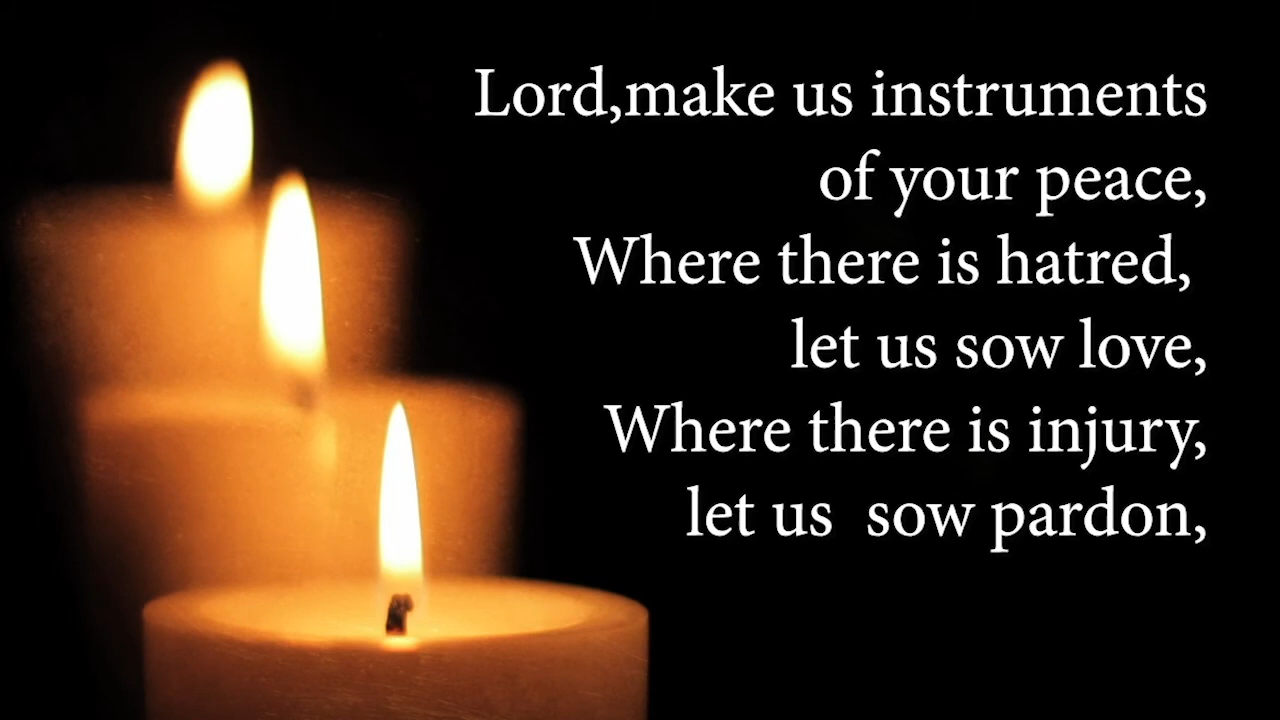 Lord,make us instruments
of your peace,
Where there is hatred,
let us sow love,
Where there is injury,
let us  sow pardon,